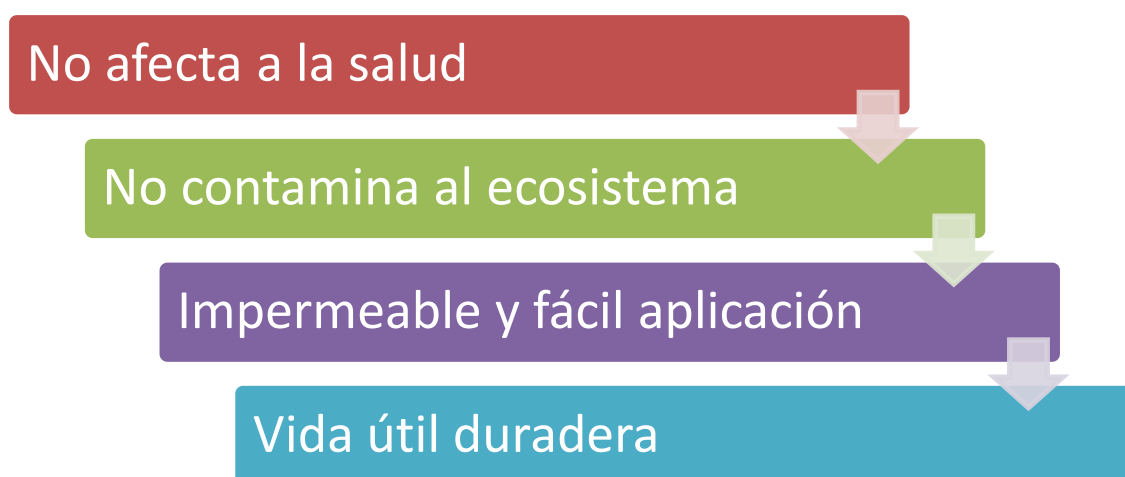 No afecta a la salud
No contamina al ecosistema
Impermeable y fácil aplicación
Vida útil duradera